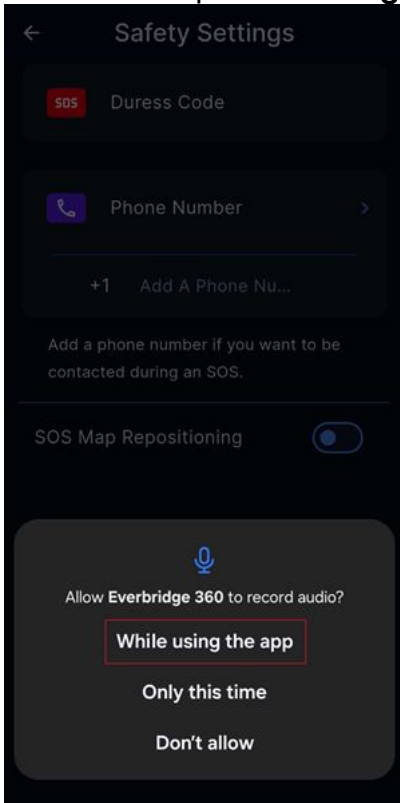 Safety Settings
SOS Duress Code
Phone Number
+1 Add A Phone Nu...
Add a phone number if you want to be
contacted during an SOS.
SOS Map Repositioning
Allow Everbridge 360 to record audio?
While using the app
Only this time
Don't allow